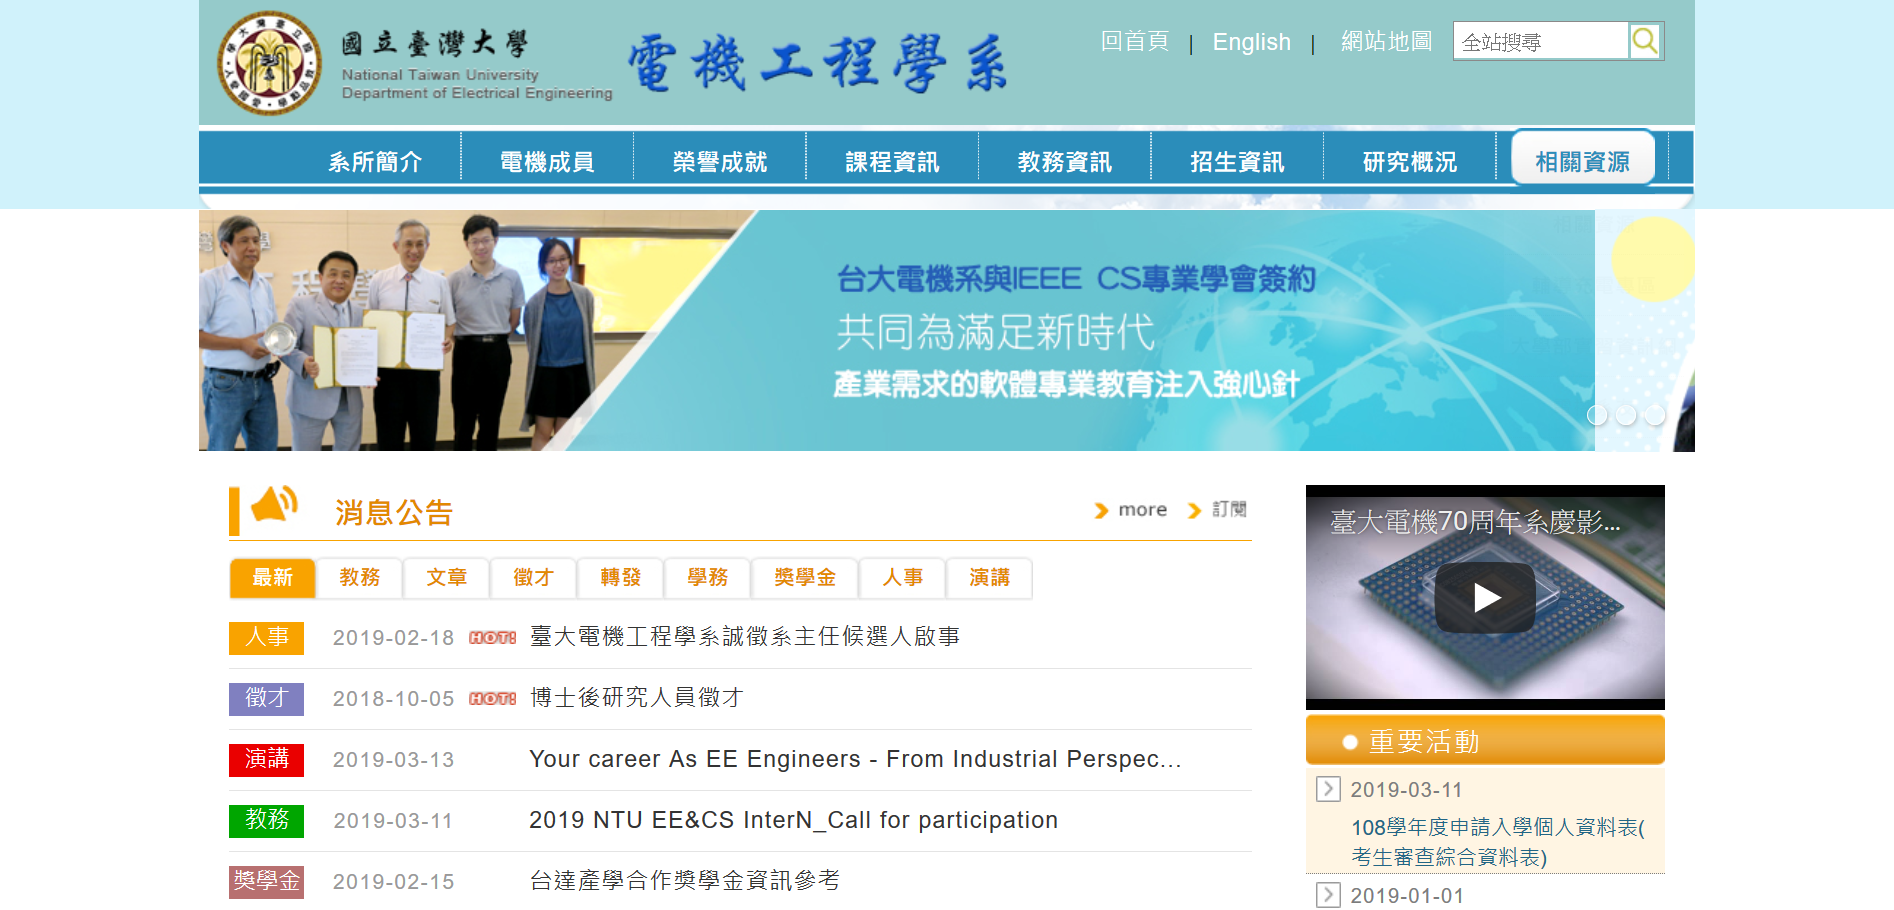 國立臺灣大學
National Taiwan University
Department of Electrical Engineering
電機工程學系
回首頁 | English | 網站地圖
全站搜尋
系所簡介 電機成員 榮譽成就 課程資訊 教務資訊 招生資訊 研究概況 相關資源
台大電機系與IEEE CS專業學會簽約
共同為滿足新時代
產業需求的軟體專業教育注入強心針
消息公告
more 訂閱
最新 教務 文章 徵才 轉發 學務 獎學金 人事 演講
人事 2019-02-18 HOT! 臺大電機工程學系誠徵系主任候選人啟事
徵才 2018-10-05 HOT! 博士後研究人員徵才
演講 2019-03-13 Your career As EE Engineers - From Industrial Perspec...
教務 2019-03-11 2019 NTU EE&CS InterN_Call for participation
獎學金 2019-02-15 台達產學合作獎學金資訊參考
臺大電機70周年系慶影...
重要活動
2019-03-11
108學年度申請入學個人資料表(
考生審查綜合資料表)
2019-01-01